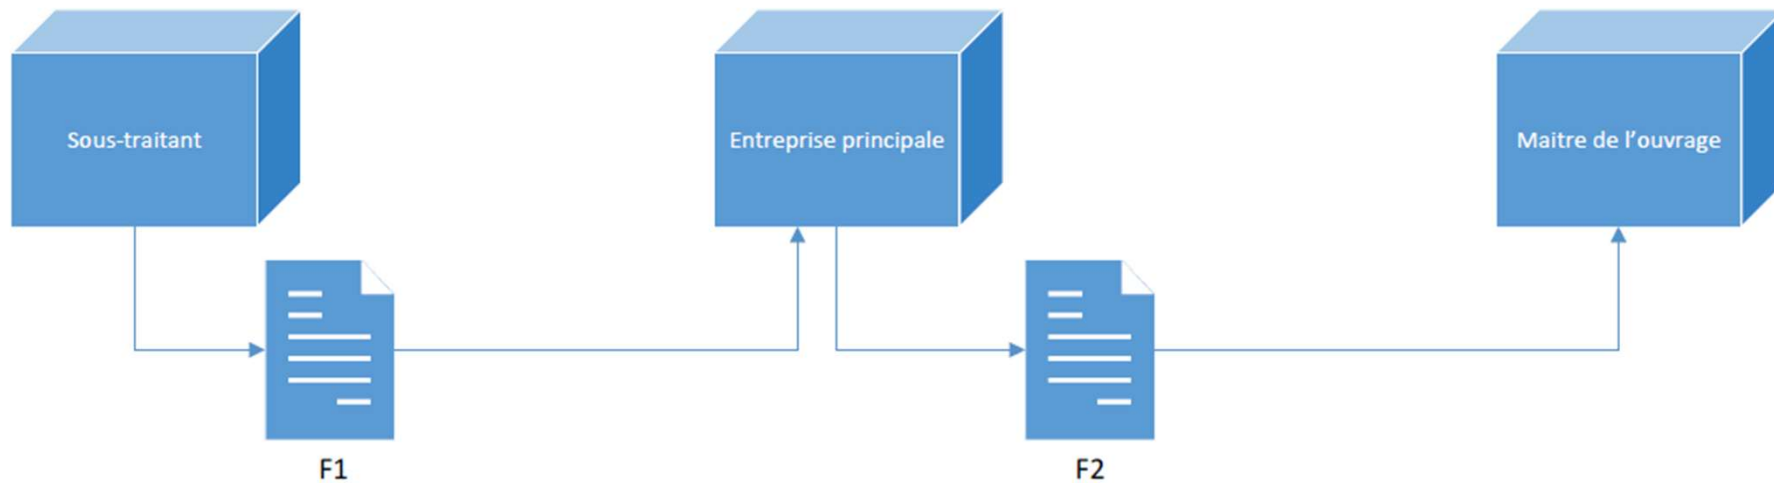 Sous-traitant
Entreprise principale
Maitre de l’ouvrage
F1
F2